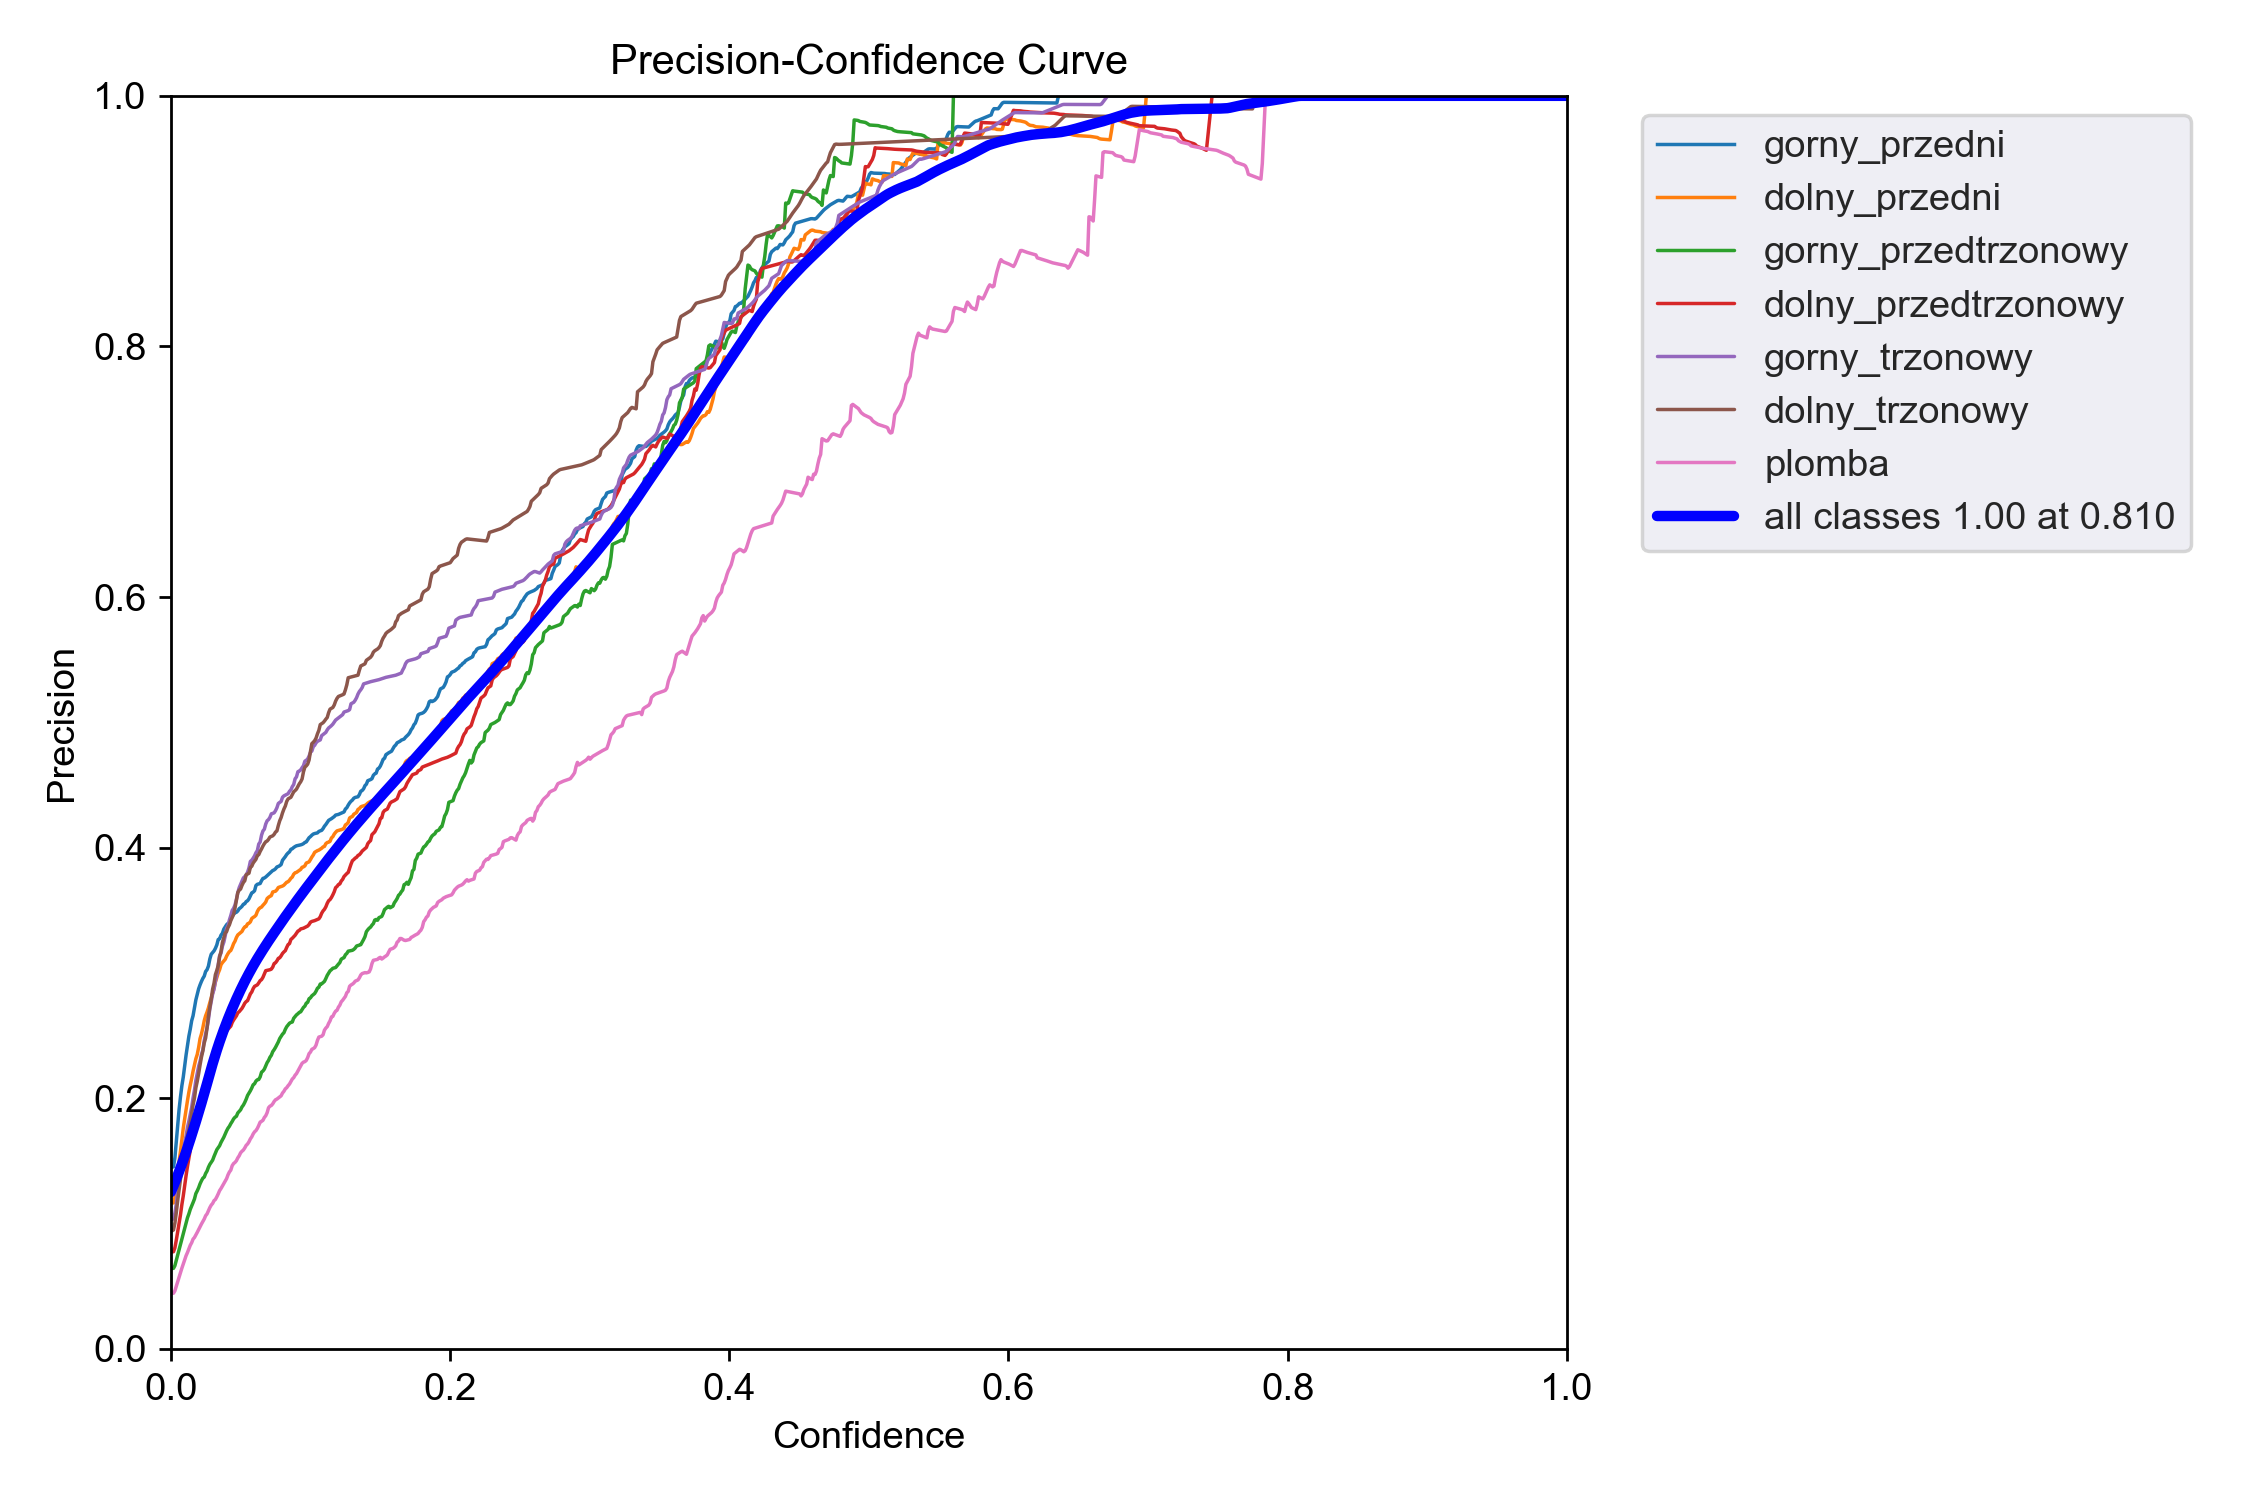 Precision-Confidence Curve
1.0
0.8
0.6
0.4
0.2
0.0
Precision
0.0 0.2 0.4 0.6 0.8 1.0
Confidence
gorny_przedni
dolny_przedni
gorny_przedtrzonowy
dolny_przedtrzonowy
gorny_trzonowy
dolny_trzonowy
plomba
all classes 1.00 at 0.810